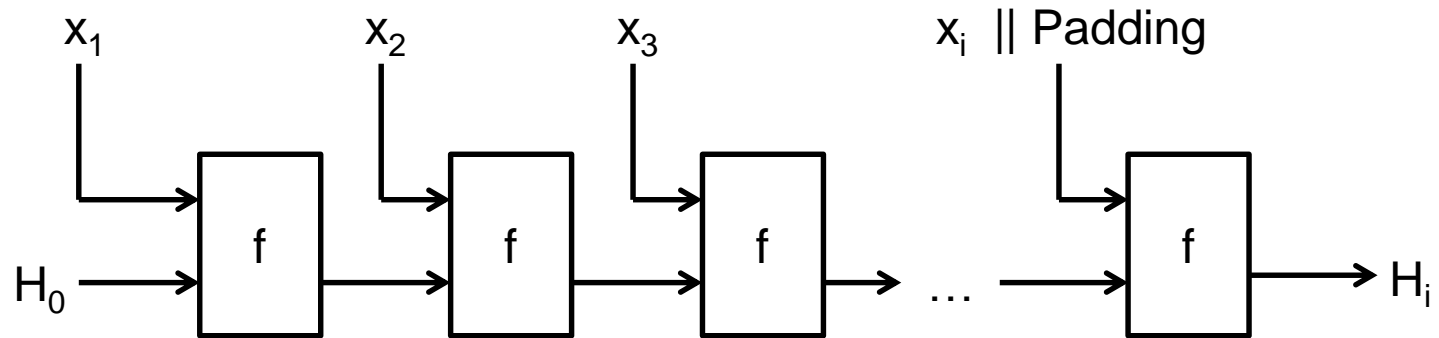 x₁ x₂ x₃ xᵢ || Padding
f f f f
H₀ ... Hᵢ